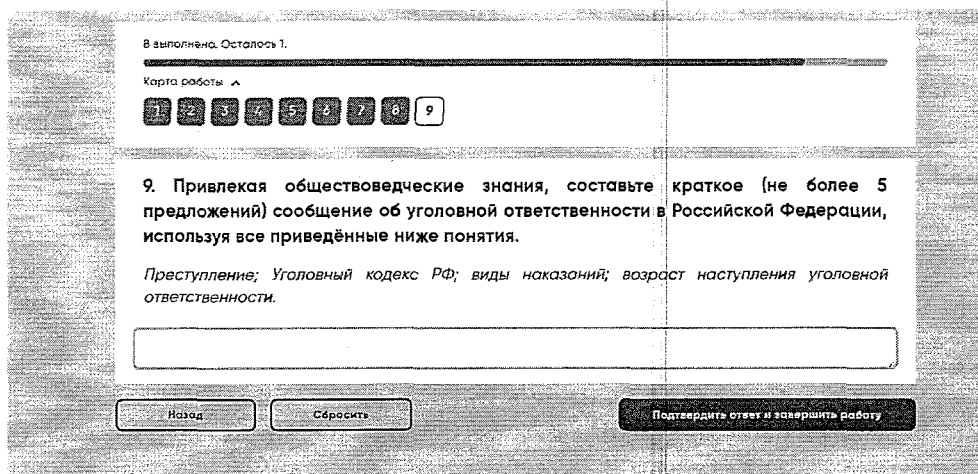 8 выполнено. Осталось 1.
Карта работы
1 2 3 4 5 6 7 8 9
9. Привлекая обществоведческие знания, составьте краткое (не более 5
предложений) сообщение об уголовной ответственности в Российской Федерации,
используя все приведённые ниже понятия.
Преступление; Уголовный кодекс РФ; виды наказаний; возраст наступления уголовной
ответственности.
Назад
Сбросить
Подтвердить ответ и завершить работу